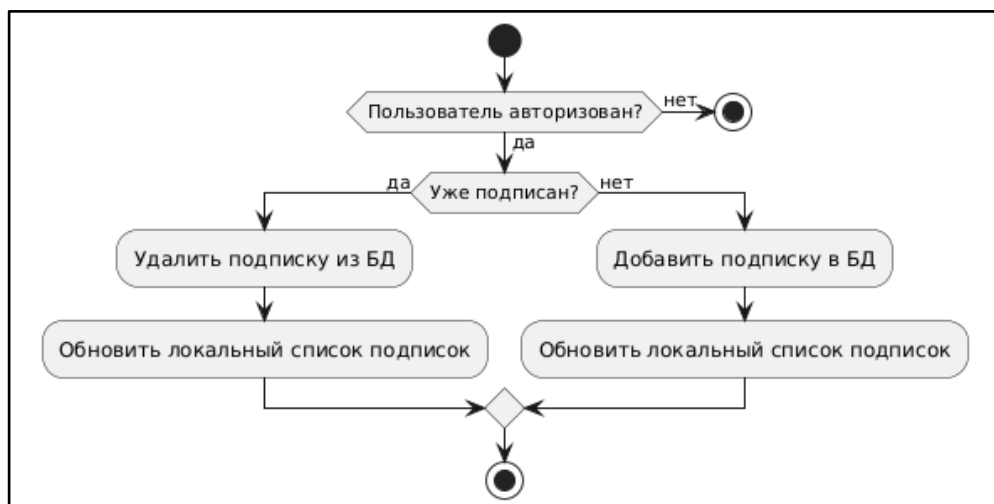 Пользователь авторизован?
нет
да
да
Уже подписан?
нет
Удалить подписку из БД
Добавить подписку в БД
Обновить локальный список подписок
Обновить локальный список подписок